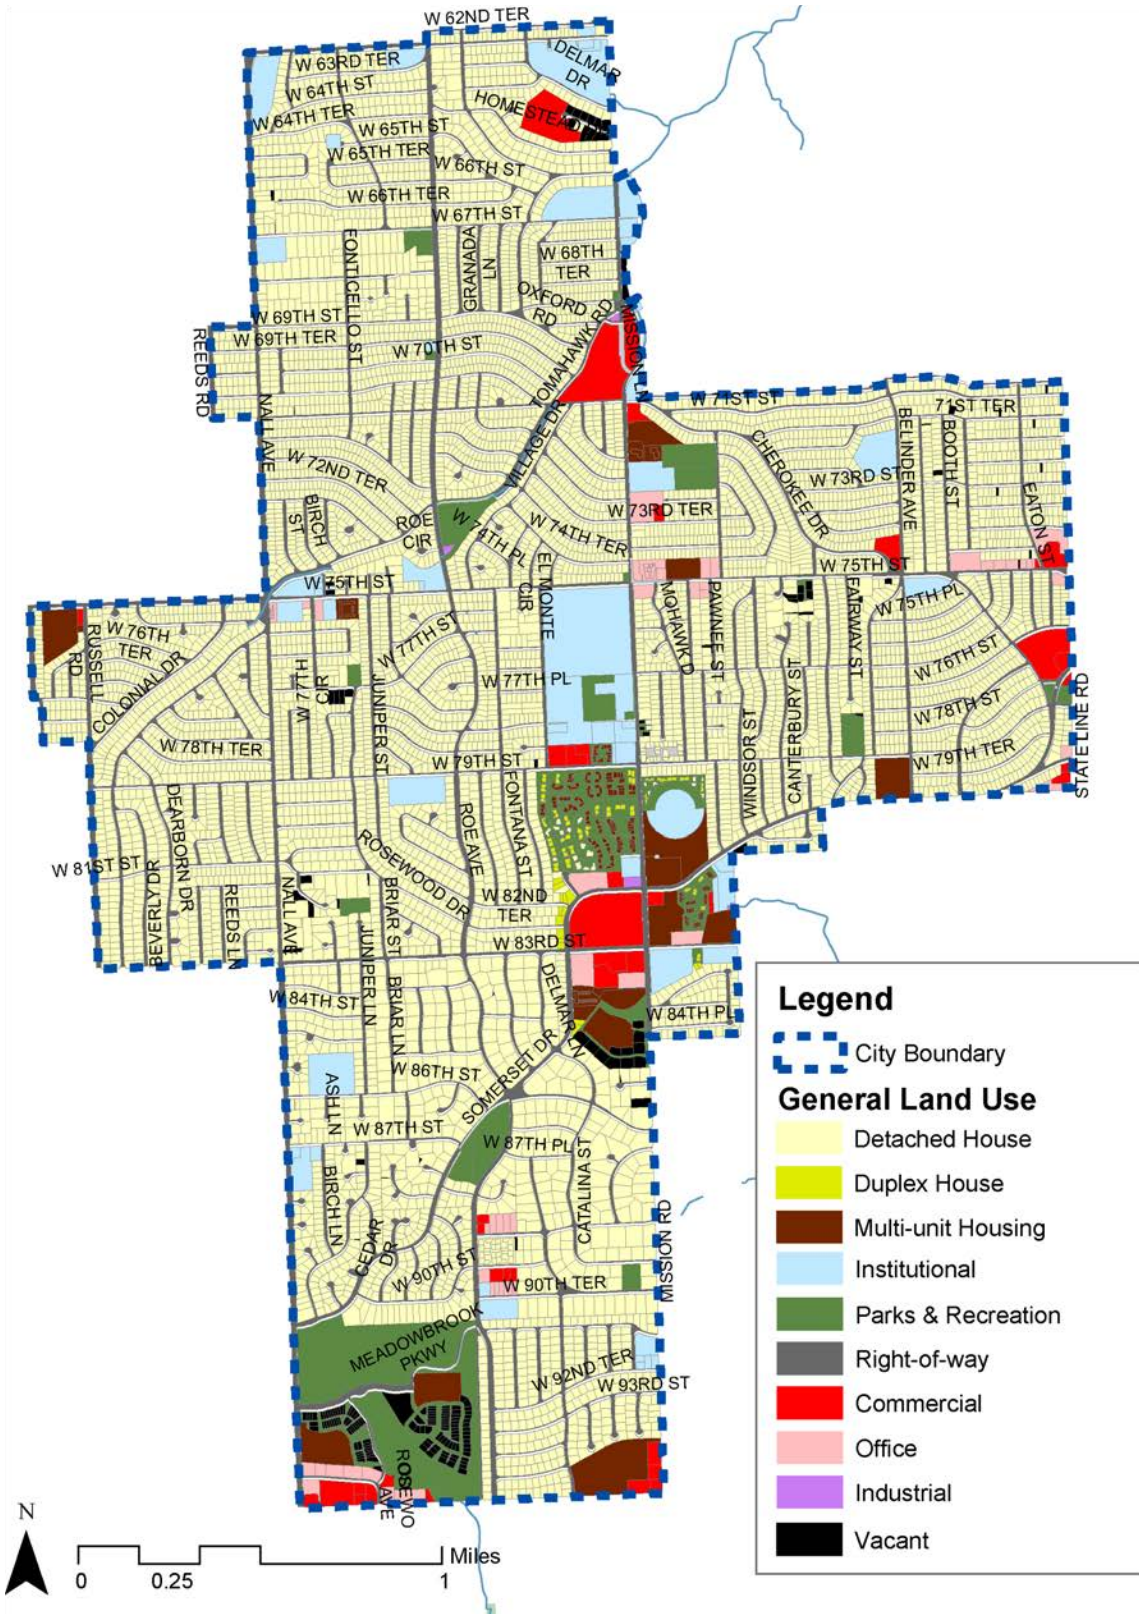 W 62ND TER
W 63RD TER
DELMAR
DR
W 64TH ST
HOMESTEAD
W 64TH TER
W 65TH ST
W 65TH TER
W 66TH ST
W 66TH TER
W 67TH ST
FONTICELLO ST
GRANADA
LN
W 68TH
TER
OXFORD
RD
W 69TH ST
W 69TH TER
REEDS RD
W 70TH ST
TOMAHAWK RD
MISSION LN
NALL AVE
VILLAGE DR
W 71ST ST
71ST TER
W 72ND TER
CHEROKEE DR
BELINDER AVE
BOOTH ST
W 73RD ST
EATON ST
BIRCH
ST
ROE
CIR
W 74TH PL
W 74TH TER
W 73RD TER
W 75TH ST
W 75TH ST
EL MONTE
CIR
MOHAWK D
PAWNEE ST
FAIRWAY ST
W 75TH PL
W 76TH
TER
RUSSELL
RD
COLONIAL DR
W 77TH ST
W 76TH ST
W 77TH
CIR
JUNIPER ST
W 77TH PL
WINDSOR ST
CANTERBURY ST
W 78TH ST
W 78TH TER
W 79TH ST
W 79TH TER
STATE LINE RD
DEARBORN DR
ROSEWOOD DR
ROE AVE
FONTANA ST
W 81ST ST
BEVERLY DR
REEDS LN
NALL AVE
BRIAR ST
W 82ND
TER
W 83RD ST
JUNIPER LN
BRIAR LN
DELMAR LN
W 84TH ST
W 84TH PL
ASH LN
W 86TH ST
SOMERSET DR
W 87TH ST
W 87TH PL
BIRCH LN
CATALINA ST
CEDAR
DR
MISSION RD
W 90TH ST
W 90TH TER
MEADOWBROOK
PKWY
W 92ND TER
W 93RD ST
ROSEWO
AVE
Legend
City Boundary
General Land Use
Detached House
Duplex House
Multi-unit Housing
Institutional
Parks & Recreation
Right-of-way
Commercial
Office
Industrial
Vacant
N
Miles
0 0.25 1